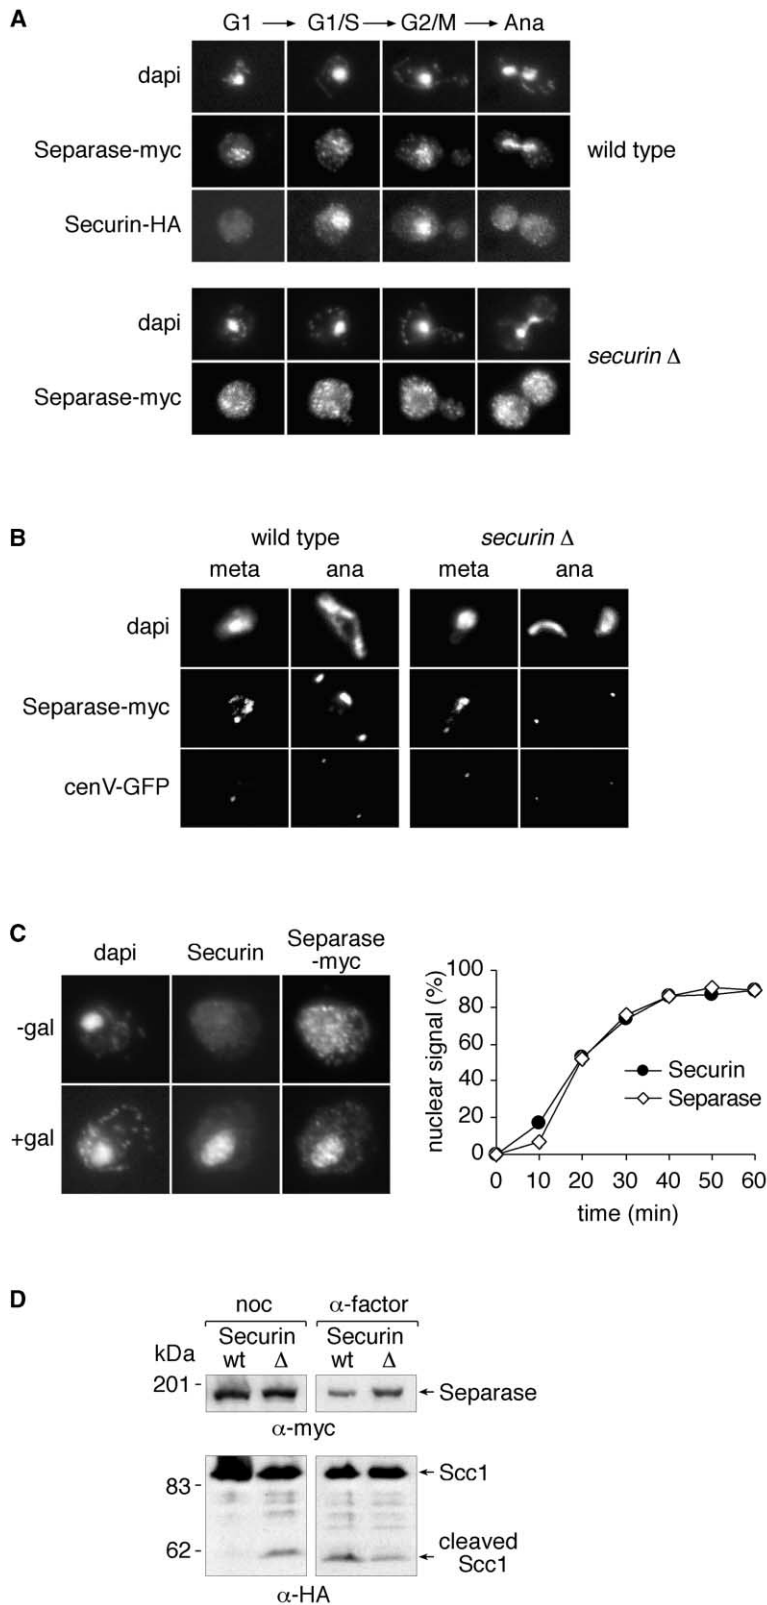 A
G1 → G1/S → G2/M → Ana
dapi
Separase-myc
wild type
Securin-HA
dapi
securin Δ
Separase-myc
B
wild type securin Δ
meta ana meta ana
dapi
Separase-myc
cenV-GFP
C
dapi Securin Separase
-myc
-gal
+gal
nuclear signal (%)
100
80
60
40
20
0
Securin
Separase
0 10 20 30 40 50 60
time (min)
D
noc α-factor
Securin Securin
kDa wt Δ wt Δ
201 - Separase
α-myc
Scc1
83 -
62 - cleaved
Scc1
α-HA